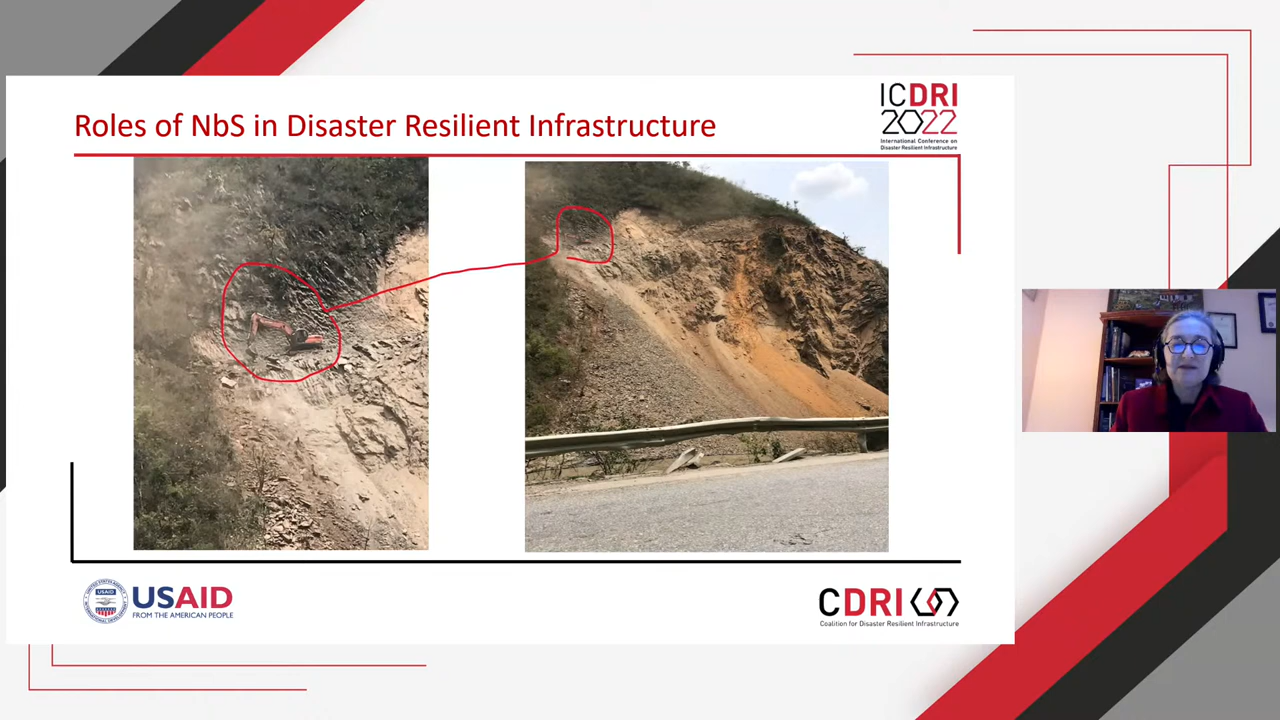 Roles of NbS in Disaster Resilient Infrastructure
ICDRI
2022
International Conference on
Disaster Resilient Infrastructure
USAID
USAID
FROM THE AMERICAN PEOPLE
CDRI
Coalition for Disaster Resilient Infrastructure